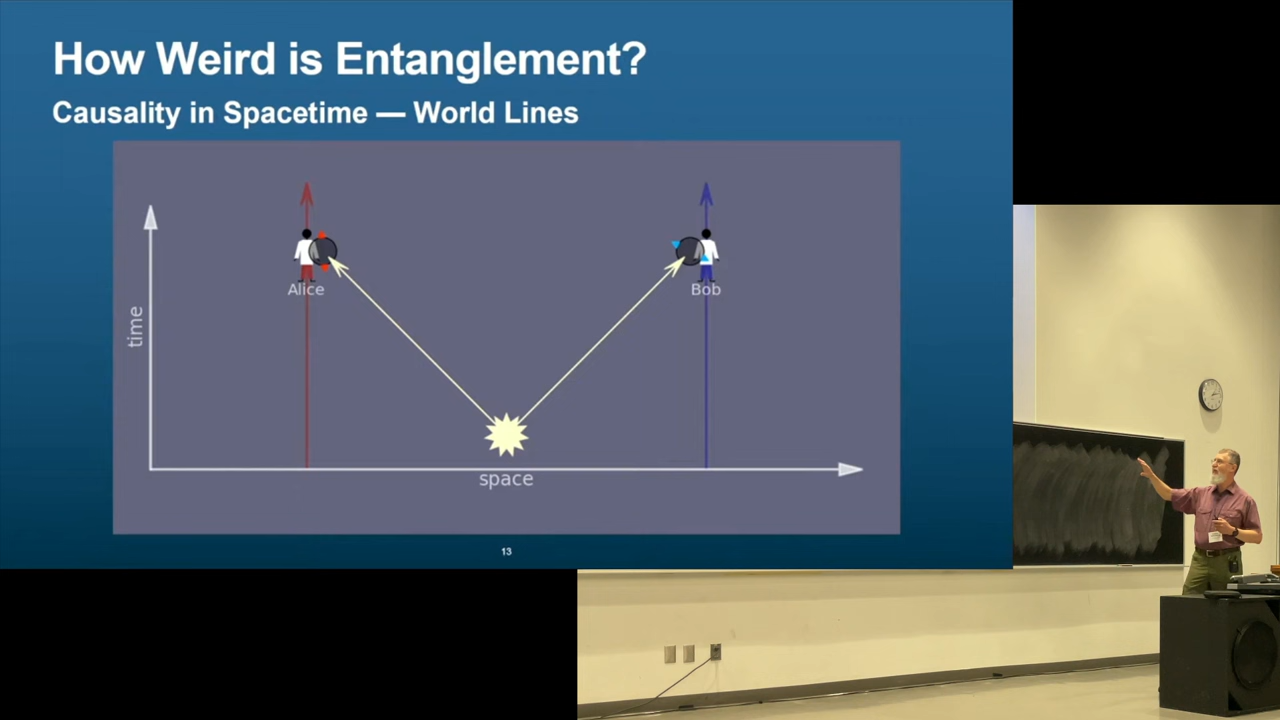 How Weird is Entanglement?
Causality in Spacetime — World Lines
Alice
Bob
time
space
13